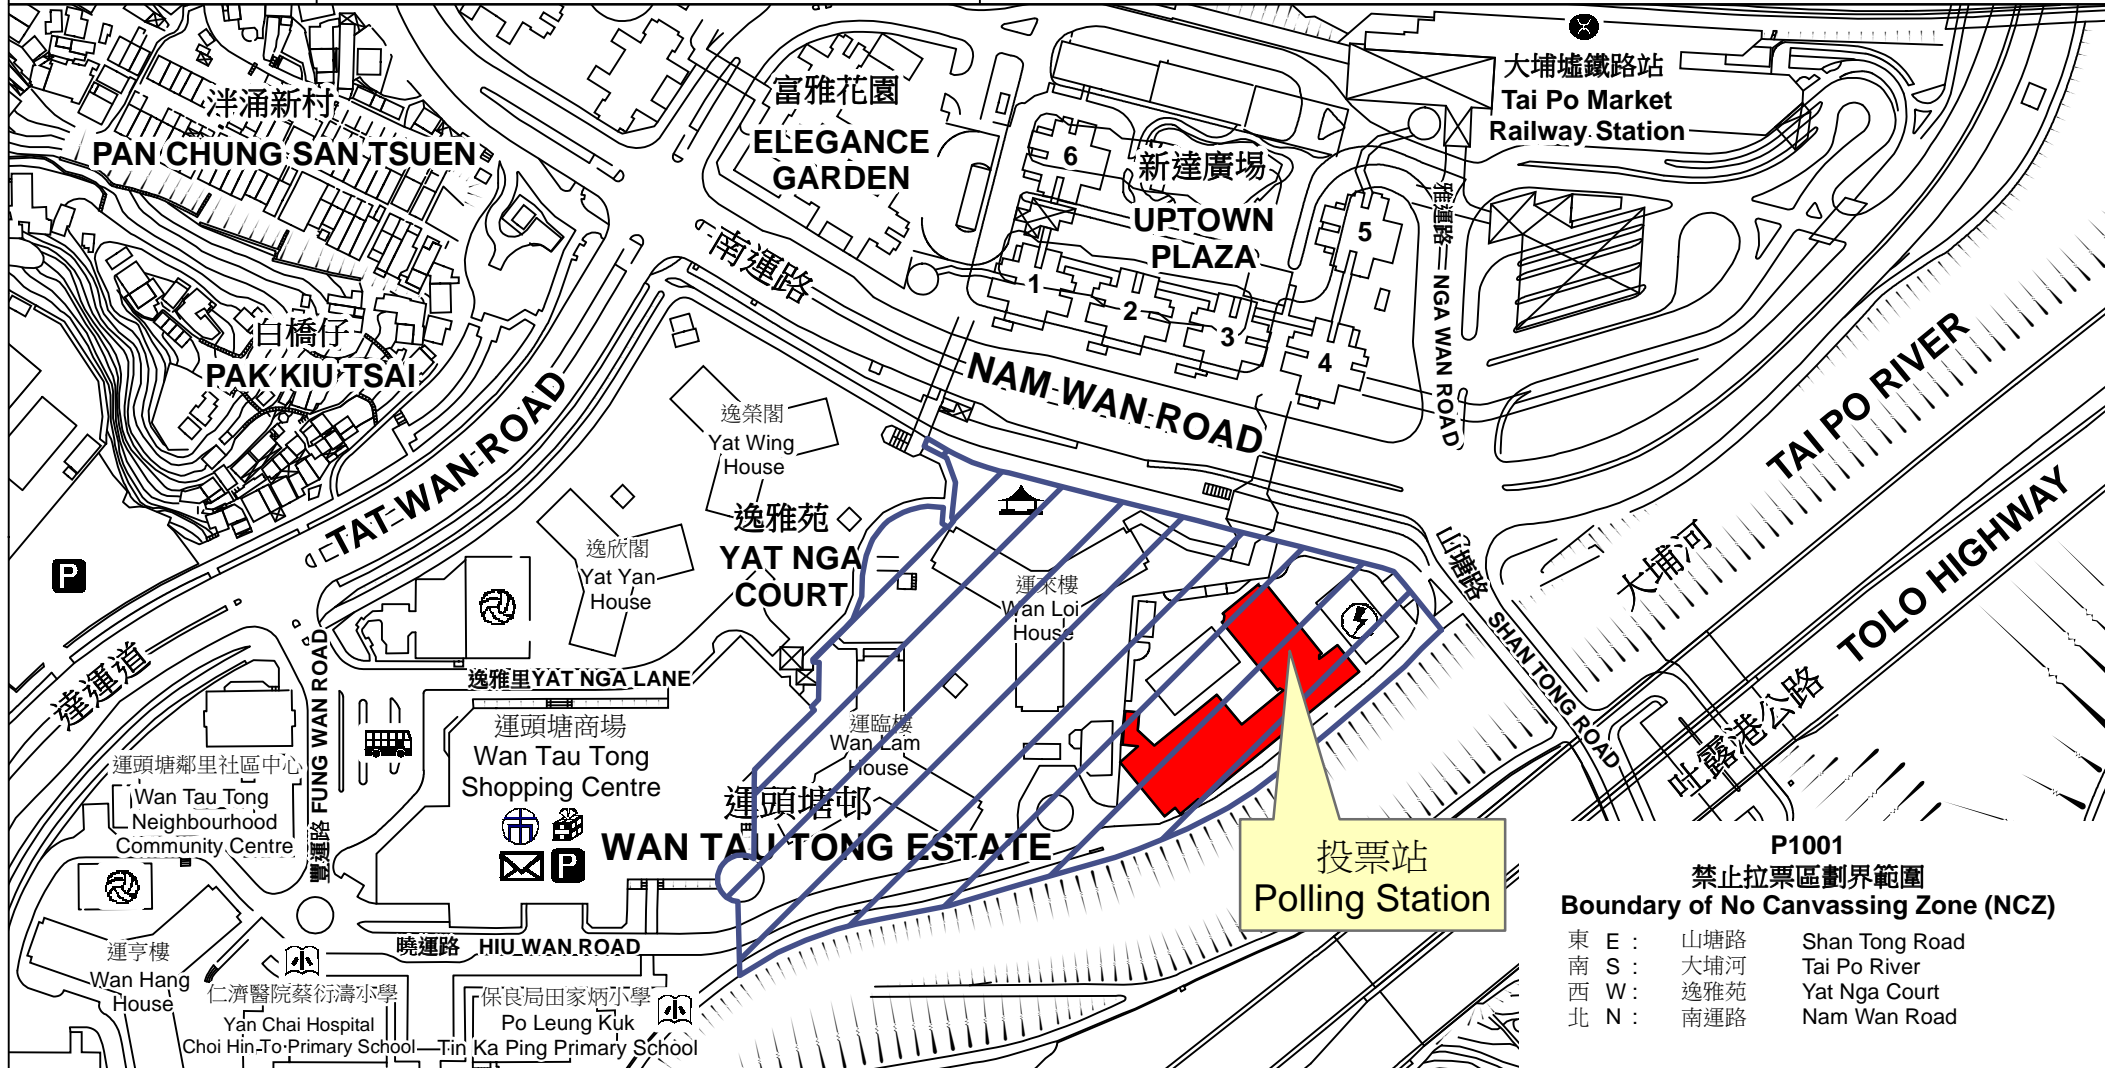 泮涌新村
PAN CHUNG SAN TSUEN
富雅花園
ELEGANCE
GARDEN
6
新達廣場
UPTOWN
PLAZA
5
1
2
3
4
大埔墟鐵路站
Tai Po Market
Railway Station
雅運路
NGA WAN ROAD
南運路
NAM WAN ROAD
白橋仔
PAK KIU TSAI
TAT WAN ROAD
達運道
P
逸榮閣
Yat Wing
House
逸雅苑
YAT NGA
COURT
逸欣閣
Yat Yan
House
逸雅里YAT NGA LANE
運來樓
Wan Loi
House
運臨樓
Wan Lam
House
運頭塘邨
WAN TAU TONG ESTATE
運頭塘商場
Wan Tau Tong
Shopping Centre
P
豐運路 FUNG WAN ROAD
運頭塘鄰里社區中心
Wan Tau Tong
Neighbourhood
Community Centre
運亨樓
Wan Hang
House
曉運路 HIU WAN ROAD
小
仁濟醫院蔡衍濤小學
Yan Chai Hospital
Choi Hin To Primary School
保良局田家炳小學
小
Po Leung Kuk
Tin Ka Ping Primary School
山塘路 SHAN TONG ROAD
大埔河
TAI PO RIVER
吐露港公路
TOLO HIGHWAY
投票站
Polling Station
P1001
禁止拉票區劃界範圍
Boundary of No Canvassing Zone (NCZ)
東 E : 山塘路 Shan Tong Road
南 S : 大埔河 Tai Po River
西 W : 逸雅苑 Yat Nga Court
北 N : 南運路 Nam Wan Road